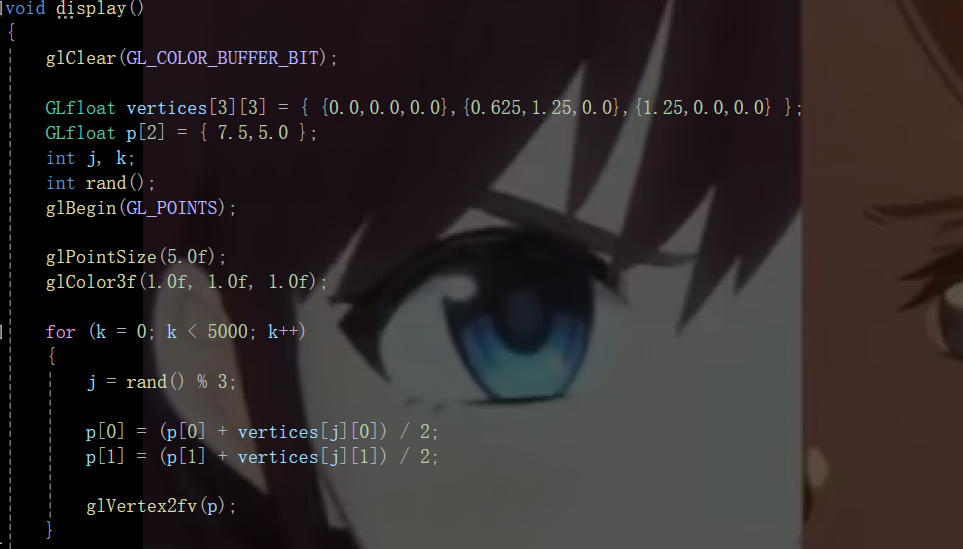 void display()
{
glClear(GL_COLOR_BUFFER_BIT);
GLfloat vertices[3][3] = { {0.0,0.0,0.0},{0.625,1.25,0.0},{1.25,0.0,0.0} };
GLfloat p[2] = { 7.5,5.0 };
int j, k;
int rand();
glBegin(GL_POINTS);
glPointSize(5.0f);
glColor3f(1.0f, 1.0f, 1.0f);
for (k = 0; k < 5000; k++)
{
j = rand() % 3;
p[0] = (p[0] + vertices[j][0]) / 2;
p[1] = (p[1] + vertices[j][1]) / 2;
glVertex2fv(p);
}